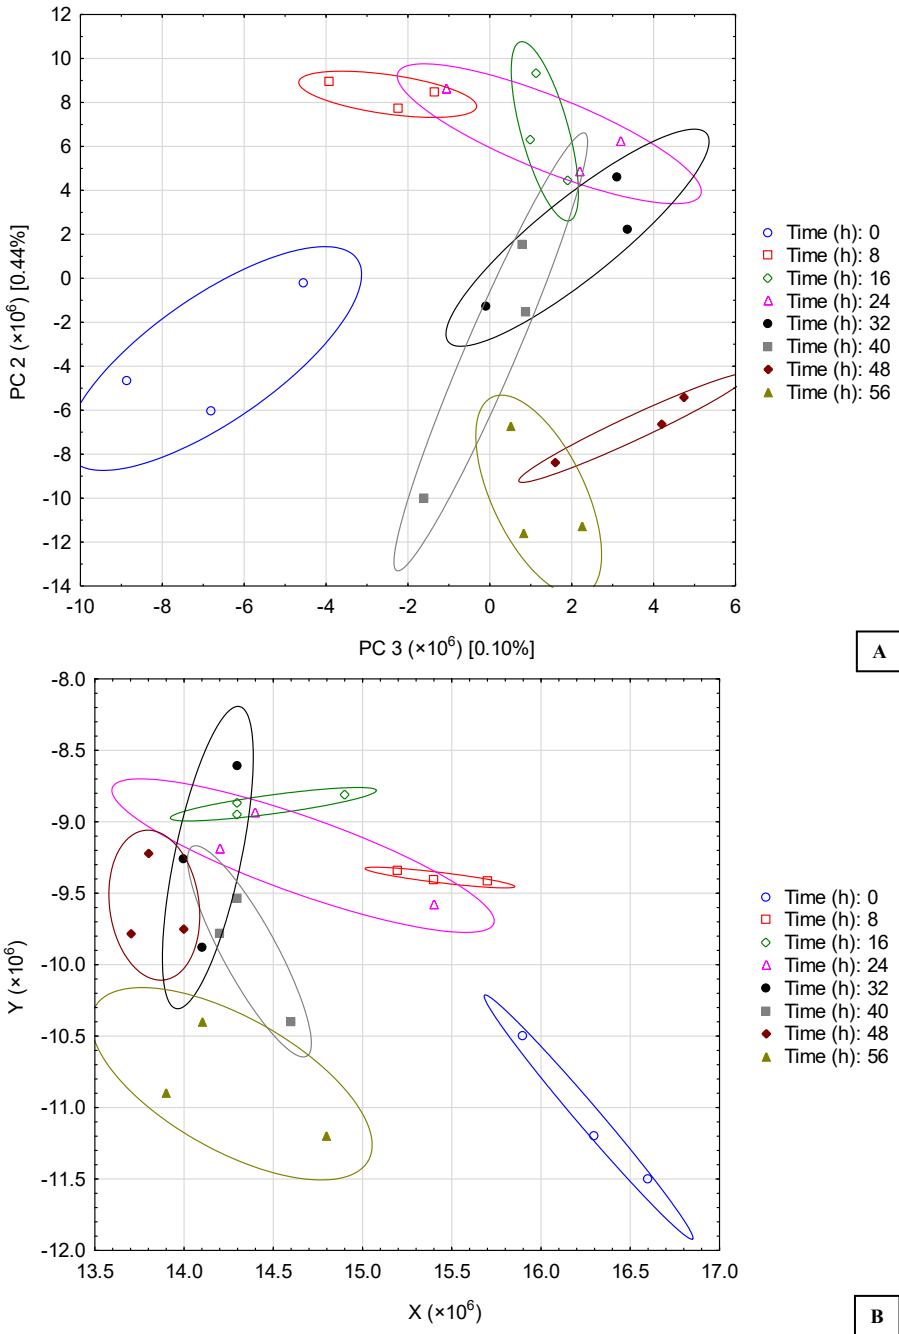 12
10
8
6
4
2
0
-2
-4
-6
-8
-10
-12
-14
PC 2 (×10⁶) [0.44%]
-10 -8 -6 -4 -2 0 2 4 6
PC 3 (×10⁶) [0.10%]
Time (h): 0
Time (h): 8
Time (h): 16
Time (h): 24
Time (h): 32
Time (h): 40
Time (h): 48
Time (h): 56
A
-8.0
-8.5
-9.0
-9.5
-10.0
-10.5
-11.0
-11.5
-12.0
Y (×10⁶)
13.5 14.0 14.5 15.0 15.5 16.0 16.5 17.0
X (×10⁶)
Time (h): 0
Time (h): 8
Time (h): 16
Time (h): 24
Time (h): 32
Time (h): 40
Time (h): 48
Time (h): 56
B